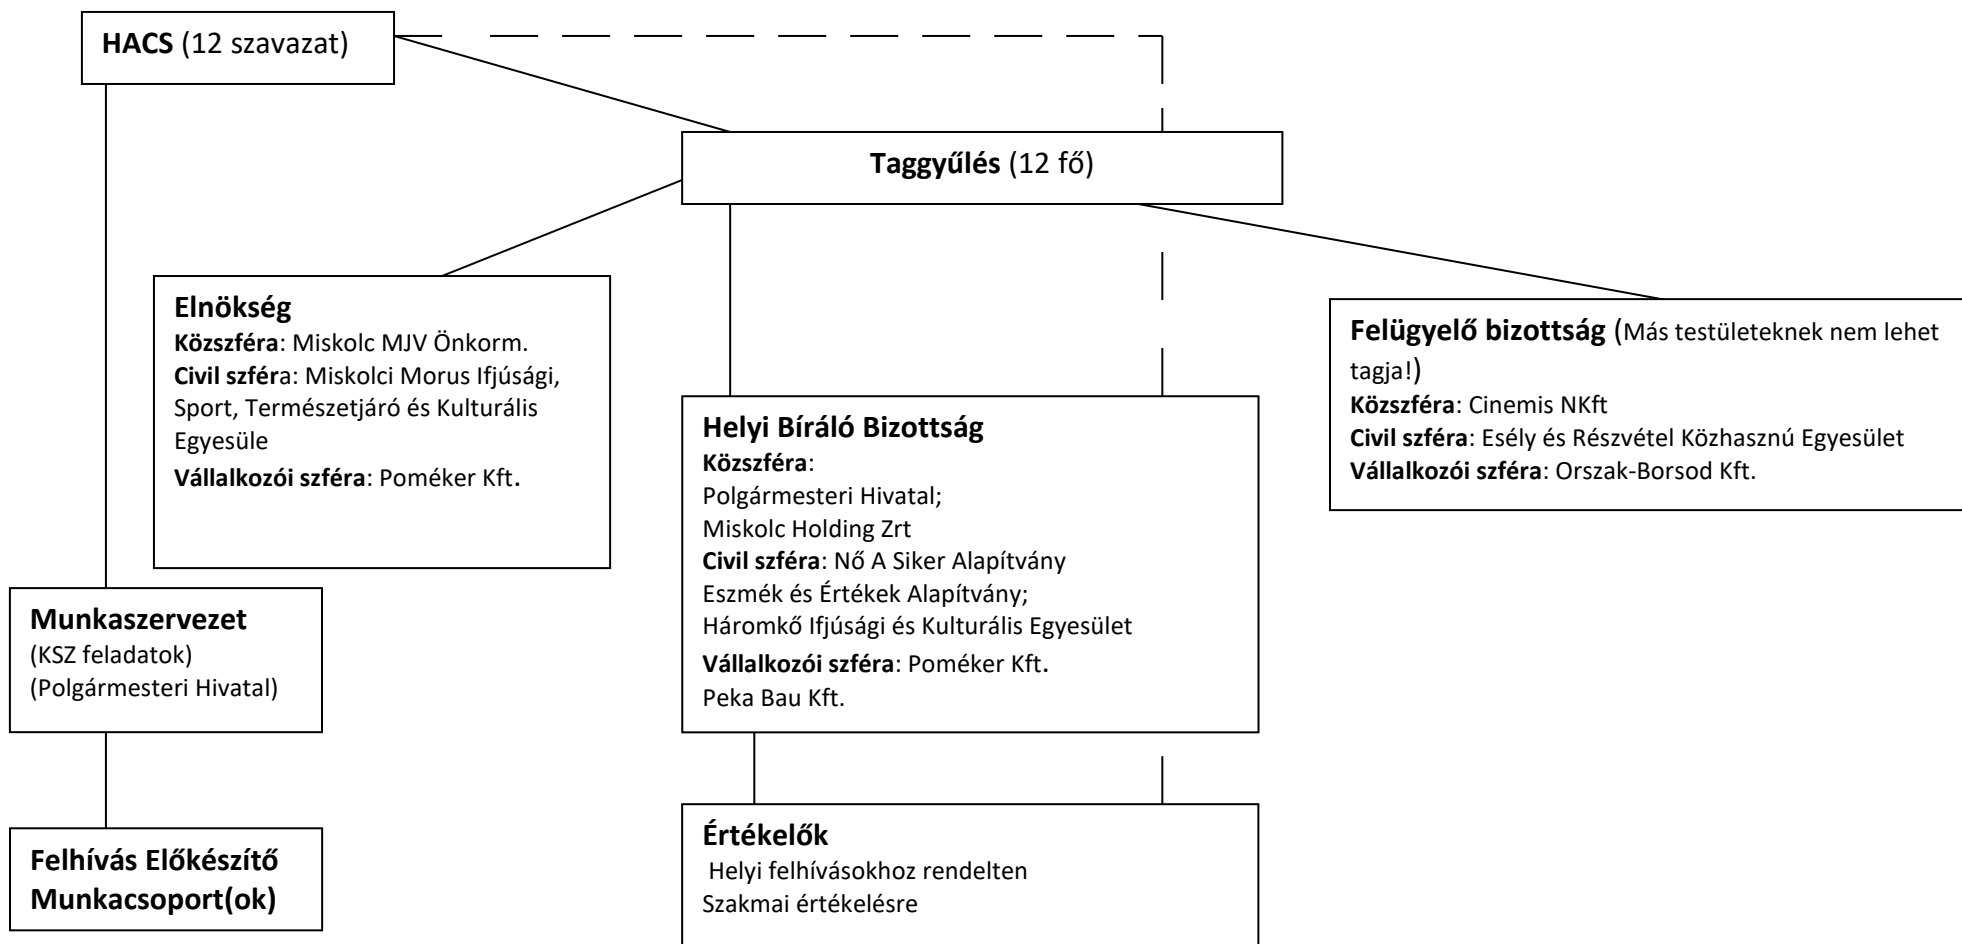 HACS (12 szavazat)
Taggyűlés (12 fő)
Elnökség
Közszféra: Miskolc MJV Önkorm.
Civil szféra: Miskolci Morus Ifjúsági,
Sport, Természetjáró és Kulturális
Egyesüle
Vállalkozói szféra: Poméker Kft.
Helyi Bíráló Bizottság
Közszféra:
Polgármesteri Hivatal;
Miskolc Holding Zrt
Civil szféra: Nő A Siker Alapítvány
Eszmék és Értékek Alapítvány;
Háromkő Ifjúsági és Kulturális Egyesület
Vállalkozói szféra: Poméker Kft.
Peka Bau Kft.
Felügyelő bizottság (Más testületeknek nem lehet
tagja!)
Közszféra: Cinemis NKft
Civil szféra: Esély és Részvétel Közhasznú Egyesület
Vállalkozói szféra: Orszak-Borsod Kft.
Munkaszervezet
(KSZ feladatok)
(Polgármesteri Hivatal)
Felhívás Előkészítő
Munkacsoport(ok)
Értékelők
Helyi felhívásokhoz rendelten
Szakmai értékelésre